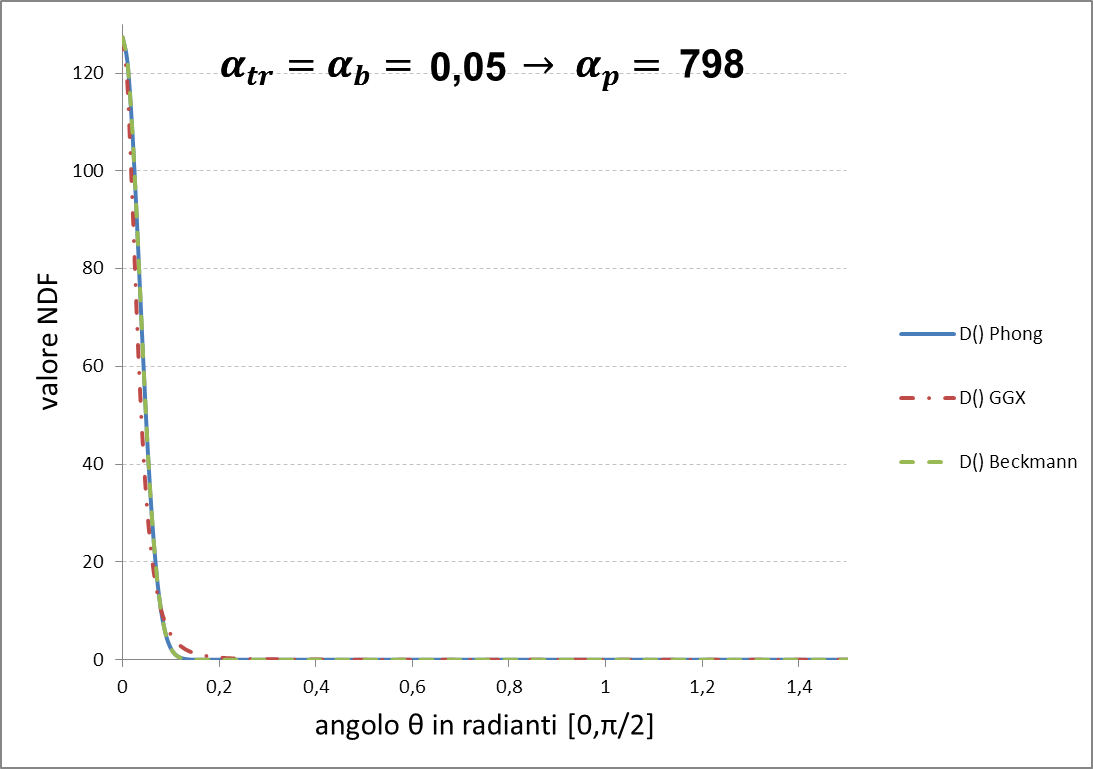 α_tr = α_b = 0,05 → α_p = 798
120
100
80
60
40
20
0
valore NDF
0 0,2 0,4 0,6 0,8 1 1,2 1,4
angolo θ in radianti [0,π/2]
D() Phong
D() GGX
D() Beckmann